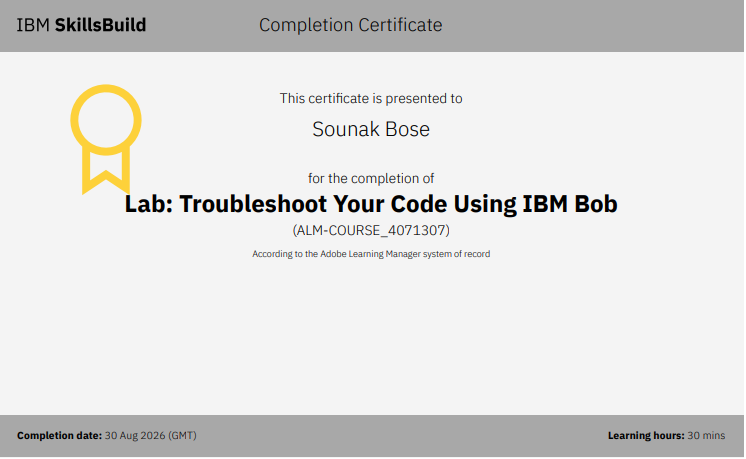 IBM SkillsBuild
Completion Certificate
This certificate is presented to
Sounak Bose
for the completion of
Lab: Troubleshoot Your Code Using IBM Bob
(ALM-COURSE_4071307)
According to the Adobe Learning Manager system of record
Completion date: 30 Aug 2026 (GMT)
Learning hours: 30 mins